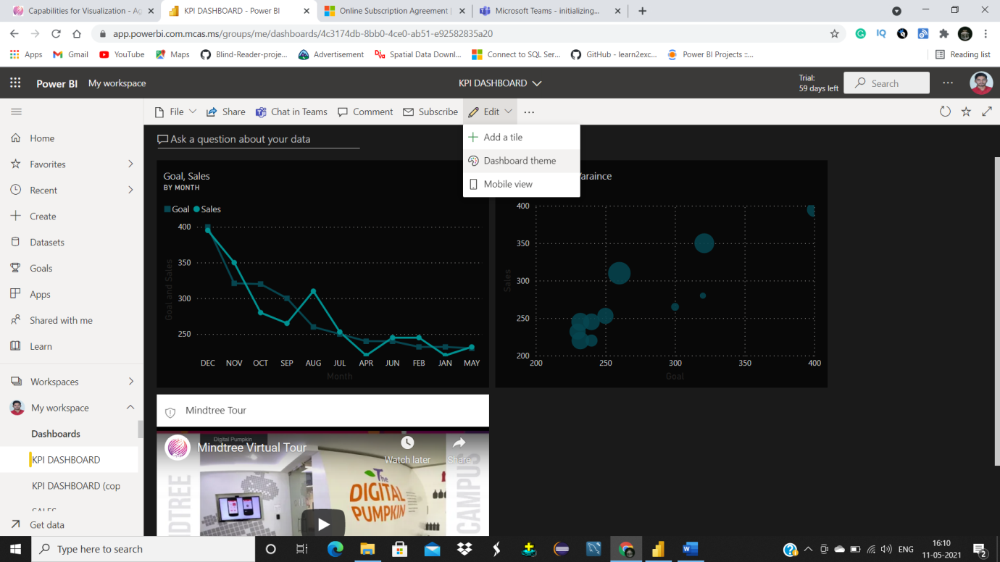 Capabilities for Visualization - Ag
KPI DASHBOARD - Power BI
Online Subscription Agreement |
Microsoft Teams - initializing...
app.powerbi.com.mcas.ms/groups/me/dashboards/4c3174db-8bb0-4ce0-ab51-e92582835a20
Apps
Gmail
YouTube
Maps
Blind-Reader-proje...
Advertisement
Spatial Data Downl...
Connect to SQL Ser...
GitHub - learn2exc...
Power BI Projects ::...
Reading list
Power BI My workspace
KPI DASHBOARD
Trial:
59 days left
Search
File
Share
Chat in Teams
Comment
Subscribe
Edit
Add a tile
Dashboard theme
Mobile view
Home
Favorites
Recent
Create
Datasets
Goals
Apps
Shared with me
Learn
Workspaces
My workspace
Dashboards
KPI DASHBOARD
KPI DASHBOARD (cop
SALES
Get data
Ask a question about your data
Goal, Sales
BY MONTH
Goal Sales
400
350
300
250
Goal and Sales
DEC NOV OCT SEP AUG JUL APR JUN FEB JAN MAY
Month
Varaince
400
350
300
250
200
Sales
200 250 300 350 400
Goal
Mindtree Tour
Digital Pumpkin
Mindtree Virtual Tour
Watch later
Share
The
DIGITAL
PUMPKIN
CAMPUS
Type here to search
ENG
16:10
11-05-2021
2